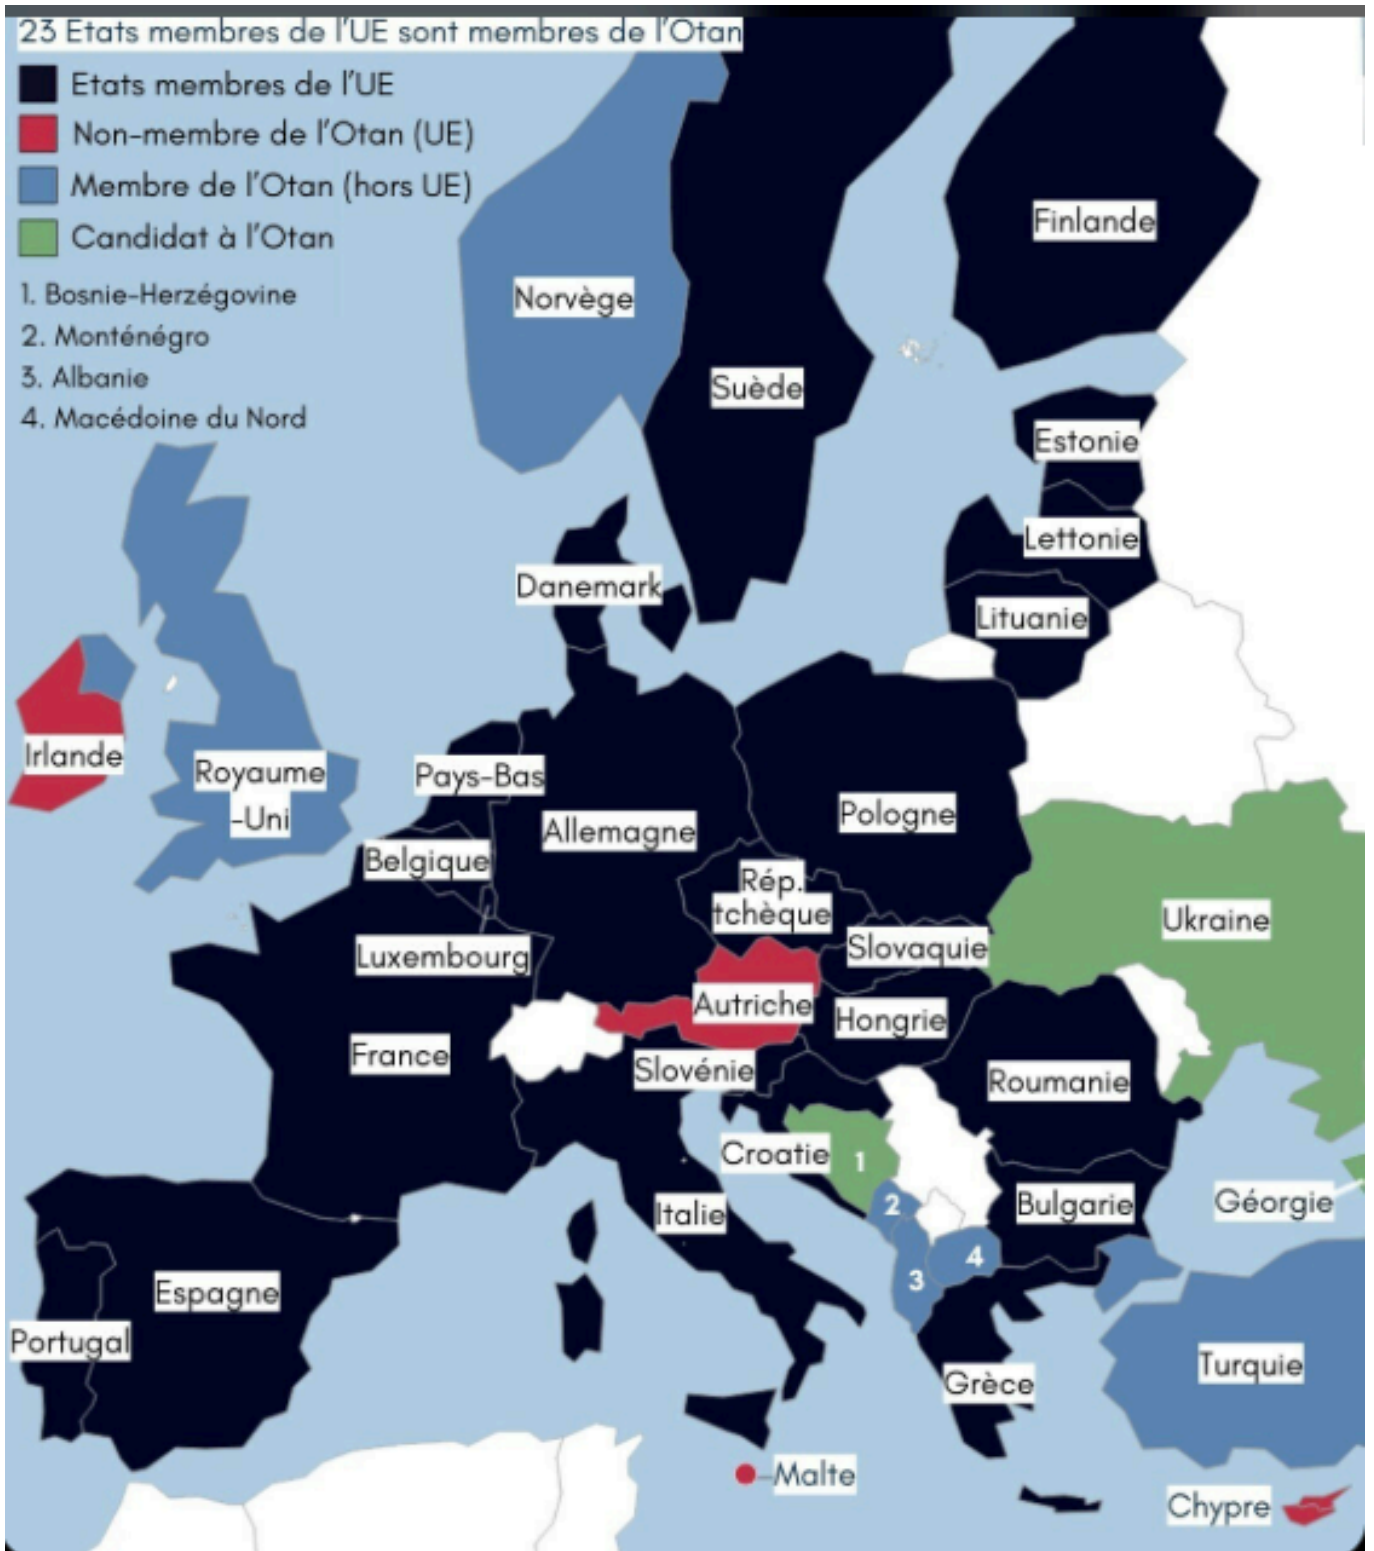 23 Etats membres de l'UE sont membres de l'Otan
Etats membres de l'UE
Non-membre de l'Otan (UE)
Membre de l'Otan (hors UE)
Candidat à l'Otan
1. Bosnie-Herzégovine
2. Monténégro
3. Albanie
4. Macédoine du Nord
Finlande
Norvège
Suède
Estonie
Lettonie
Danemark
Lituanie
Irlande
Royaume
-Uni
Pays-Bas
Allemagne
Pologne
Belgique
Rép.
tchèque
Ukraine
Luxembourg
Slovaquie
Autriche
Hongrie
France
Slovénie
Roumanie
Croatie
1
2
Bulgarie
Géorgie
Italie
4
3
Espagne
Portugal
Turquie
Grèce
Malte
Chypre